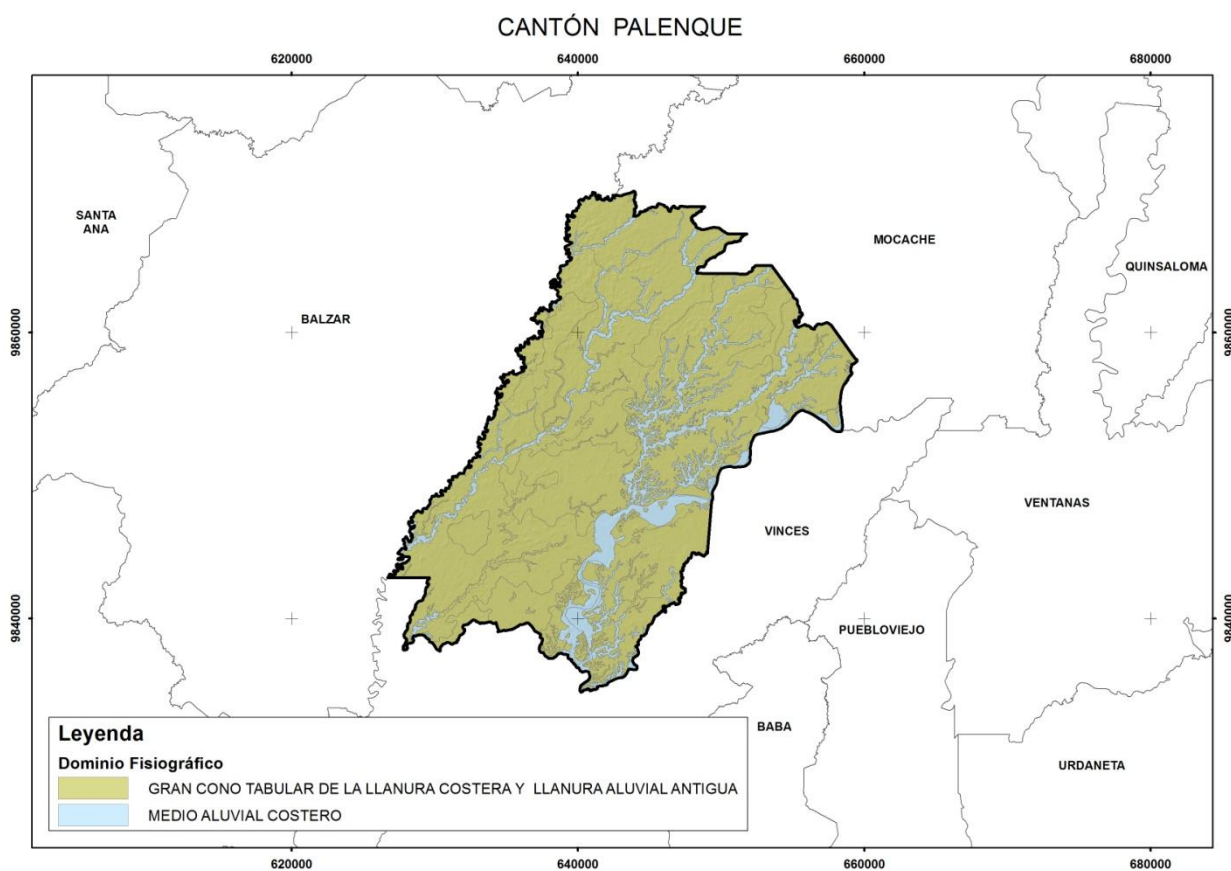 CANTÓN PALENQUE
620000
640000
660000
680000
SANTA
ANA
MOCACHE
QUINSALOMA
BALZAR
9860000
9860000
VENTANAS
VINCES
9840000
9840000
PUEBLOVIEJO
BABA
URDANETA
Leyenda
Dominio Fisiográfico
GRAN CONO TABULAR DE LA LLANURA COSTERA Y LLANURA ALUVIAL ANTIGUA
MEDIO ALUVIAL COSTERO
620000
640000
660000
680000